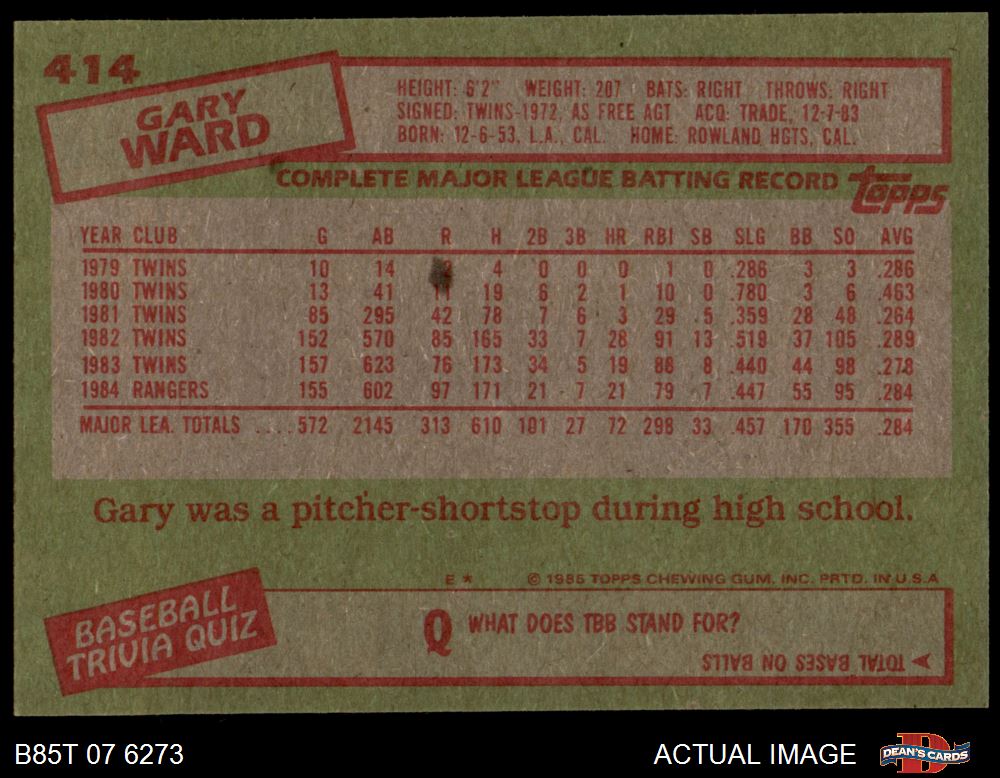 414
GARY
WARD
HEIGHT: 6'2" WEIGHT: 207 BATS: RIGHT THROWS: RIGHT
SIGNED: TWINS-1972, AS FREE AGT ACQ: TRADE, 12-7-83
BORN: 12-6-53, L.A., CAL. HOME: ROWLAND HGTS, CAL.
COMPLETE MAJOR LEAGUE BATTING RECORD topps
YEAR CLUB G AB R H 2B 3B HR RBI SB SLG BB SO AVG
1979 TWINS 10 14 4 0 0 0 1 0 .286 3 3 .286
1980 TWINS 13 41 11 19 6 2 1 10 0 .780 3 6 .463
1981 TWINS 85 295 42 78 7 6 3 29 5 .359 28 48 .264
1982 TWINS 152 570 85 165 33 7 28 91 13 .519 37 105 .289
1983 TWINS 157 623 76 173 34 5 19 88 8 .440 44 98 .278
1984 RANGERS 155 602 97 171 21 7 21 79 7 .447 55 95 .284
MAJOR LEA. TOTALS .... 572 2145 313 610 101 27 72 298 33 .457 170 355 .284
Gary was a pitcher-shortstop during high school.
E * © 1985 TOPPS CHEWING GUM, INC. PRTD. IN U.S.A
BASEBALL
TRIVIA QUIZ
Q WHAT DOES TBB STAND FOR?
TOTAL BASES ON BALLS
B85T 07 6273
ACTUAL IMAGE
D
DEAN'S CARDS